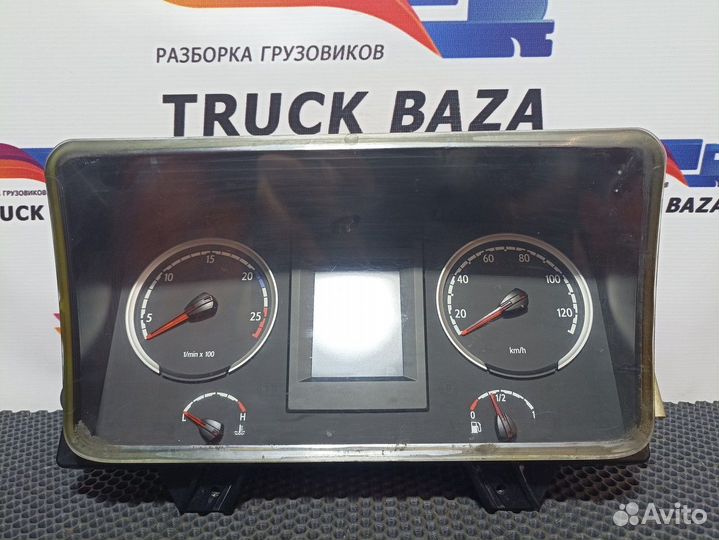 РАЗБОРКА ГРУЗОВИКОВ
TRUCK BAZA
ГРУЗОВИКОВ
UCK
РАЗБОРКА
BAZA
5 10 15 20 25
1/min x 100
20 40 60 80 100 120
km/h
H
0 1/2 1
Avito